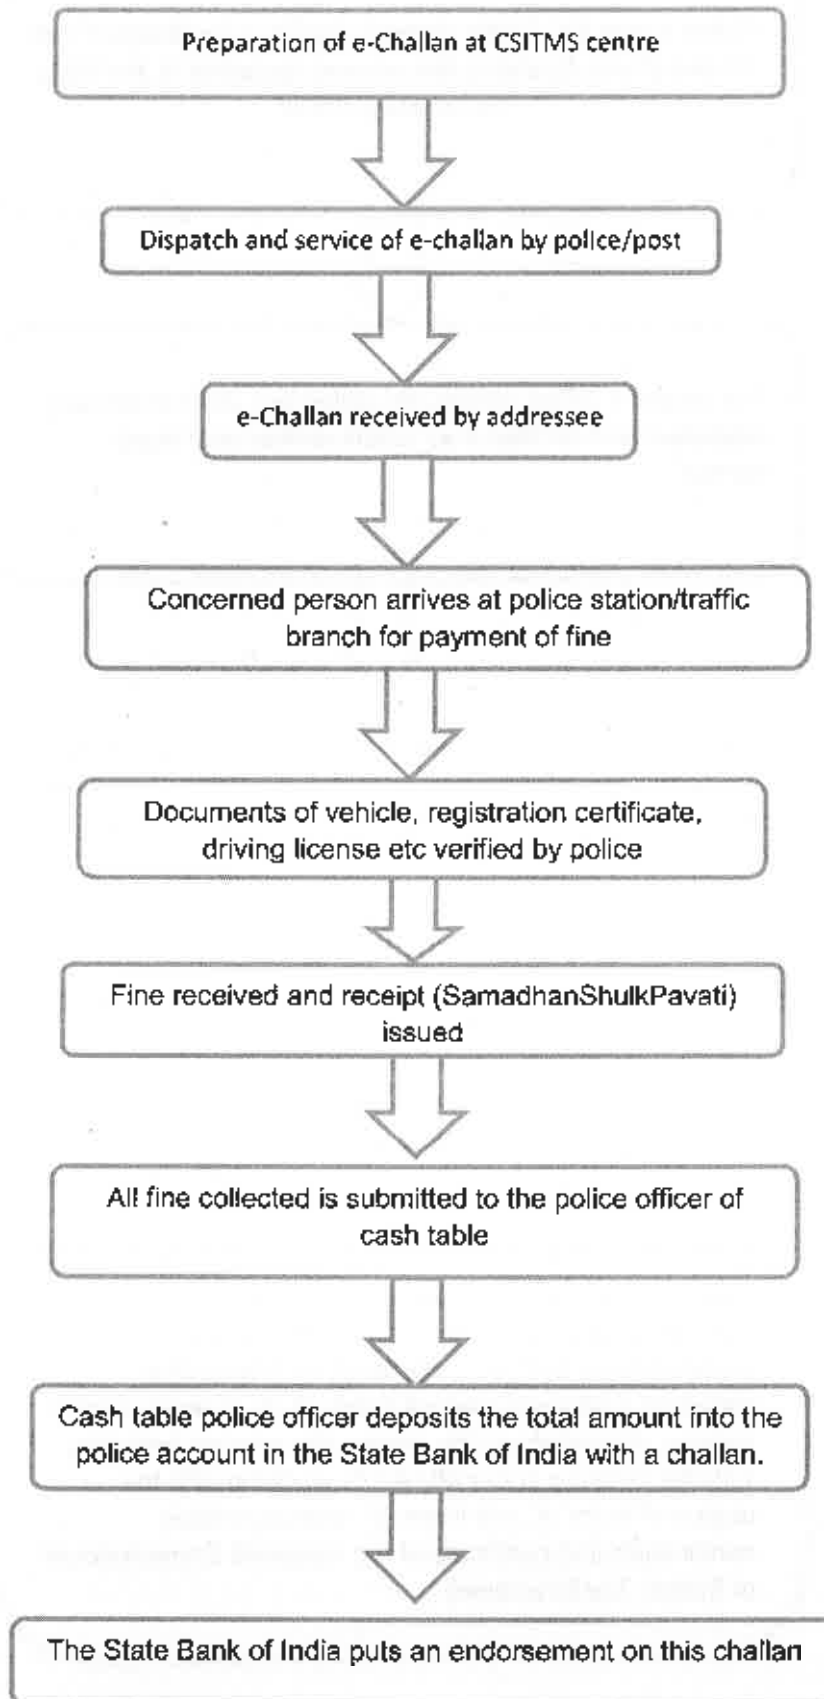 Preparation of e-Challan at CSITMS centre
Dispatch and service of e-challan by police/post
e-Challan received by addressee
Concerned person arrives at police station/traffic
branch for payment of fine
Documents of vehicle, registration certificate,
driving license etc verified by police
Fine received and receipt (SamadhanShulkPavati)
issued
All fine collected is submitted to the police officer of
cash table
Cash table police officer deposits the total amount into the
police account in the State Bank of India with a challan.
The State Bank of India puts an endorsement on this challan